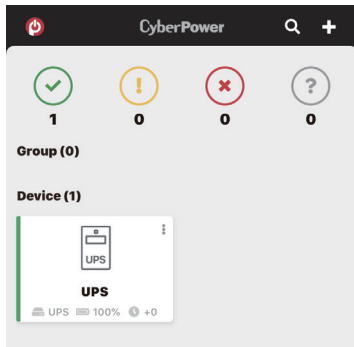 CyberPower
1 0 0 0
Group (0)
Device (1)
UPS
UPS
UPS 100% +0